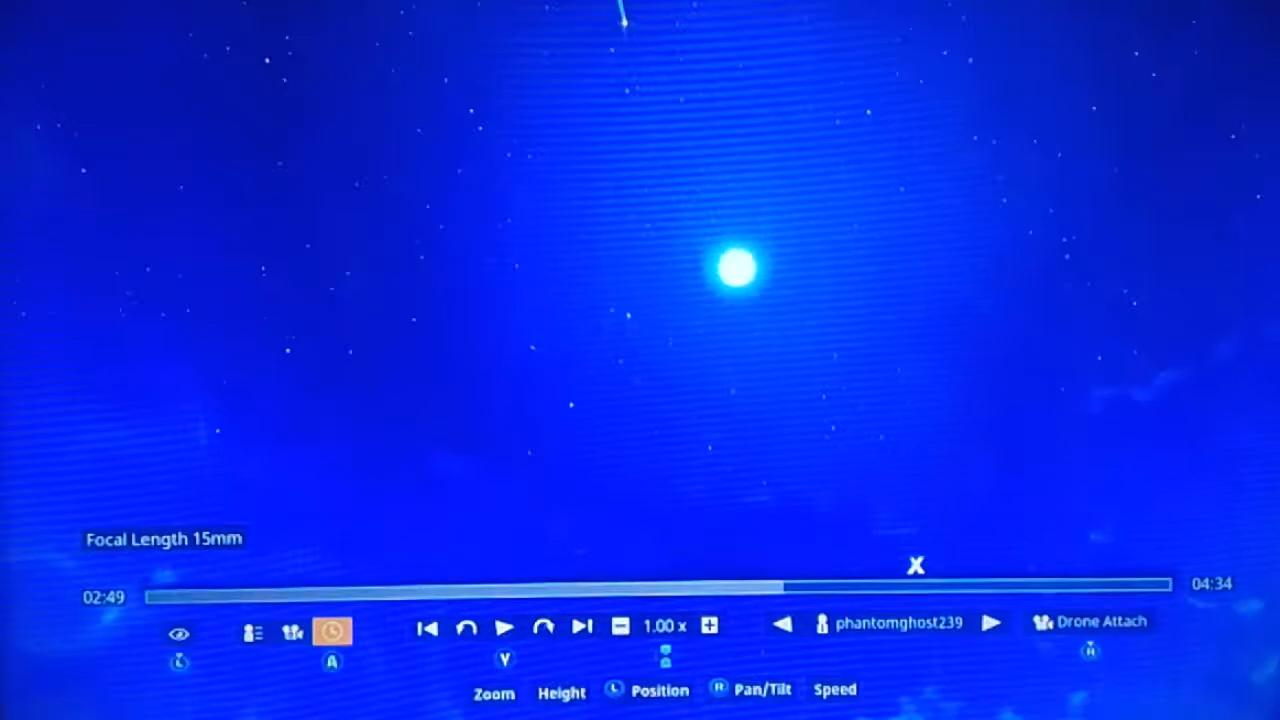 Focal Length 15mm
X
02:49 04:34
1.00 x phantomghost239 Drone Attach
L A Y R
Zoom Height L Position R Pan/Tilt Speed